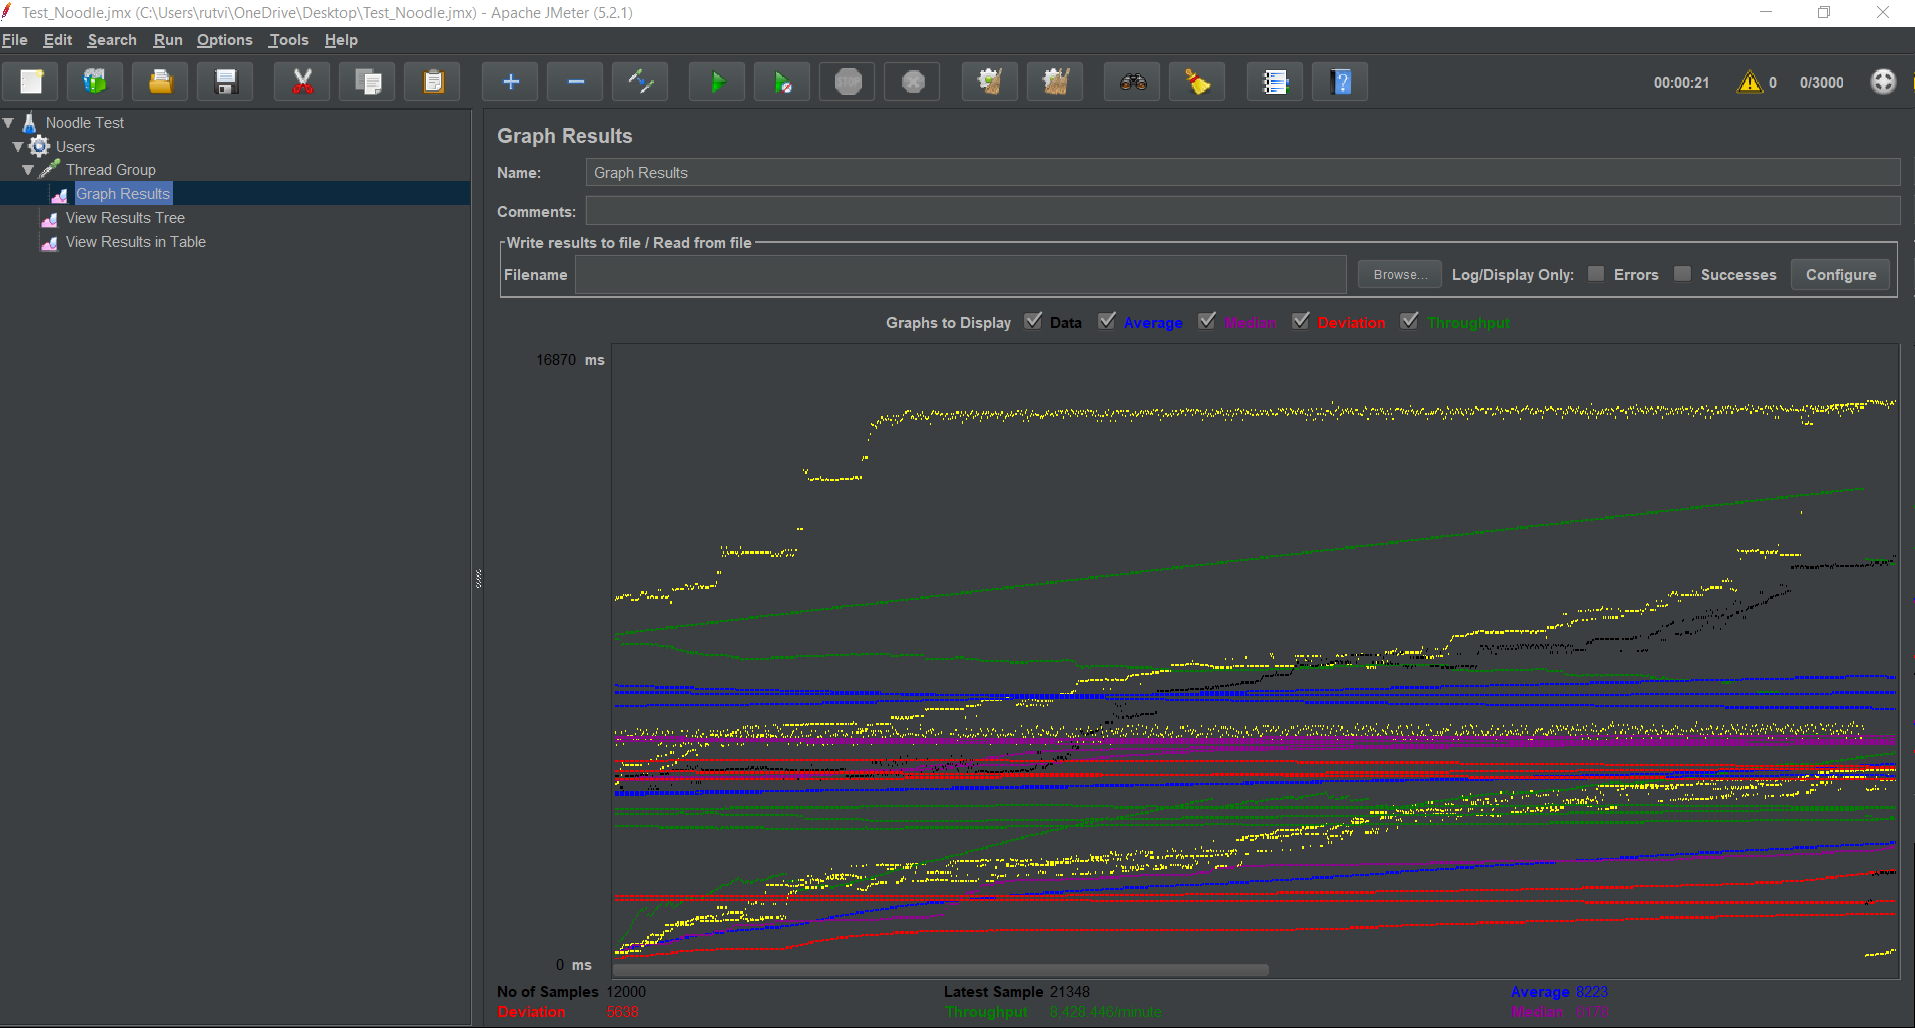 Test_Noodle.jmx (C:\Users\rutvi\OneDrive\Desktop\Test_Noodle.jmx) - Apache JMeter (5.2.1)
File Edit Search Run Options Tools Help
STOP
00:00:21 0 0/3000
Noodle Test
Users
Thread Group
Graph Results
View Results Tree
View Results in Table
Graph Results
Name: Graph Results
Comments:
Write results to file / Read from file
Filename Browse... Log/Display Only: Errors Successes Configure
Graphs to Display Data Average Median Deviation Throughput
16870 ms
0 ms
No of Samples 12000 Latest Sample 21348 Average 8223
Deviation Throughput 8,428.446/minute Median